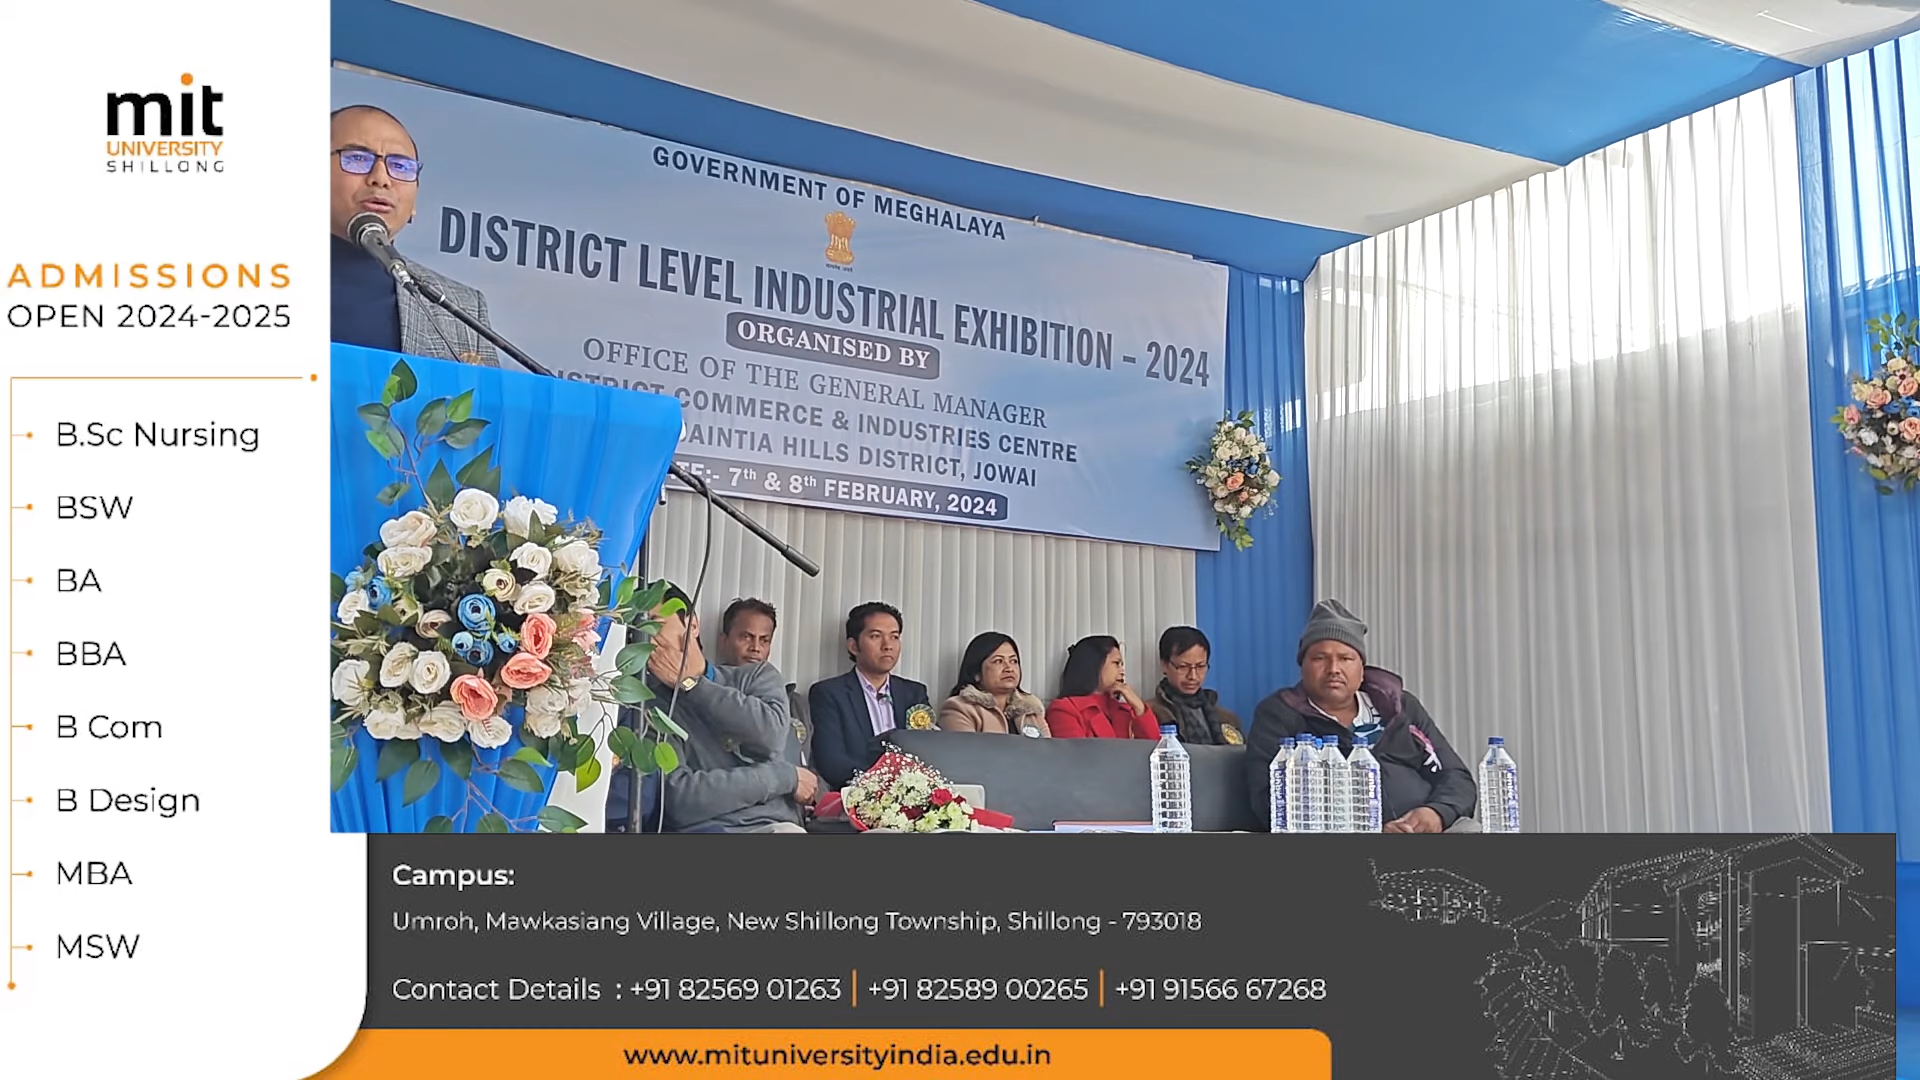 mit
UNIVERSITY
SHILLONG
ADMISSIONS
OPEN 2024-2025
B.Sc Nursing
BSW
BA
BBA
B Com
B Design
MBA
MSW
GOVERNMENT OF MEGHALAYA
DISTRICT LEVEL INDUSTRIAL EXHIBITION - 2024
ORGANISED BY
OFFICE OF THE GENERAL MANAGER
COMMERCE & INDUSTRIES CENTRE
JAINTIA HILLS DISTRICT, JOWAI
7th & 8th FEBRUARY, 2024
Campus:
Umroh, Mawkasiang Village, New Shillong Township, Shillong - 793018
Contact Details : +91 82569 01263 | +91 82589 00265 | +91 91566 67268
www.mituniversityindia.edu.in